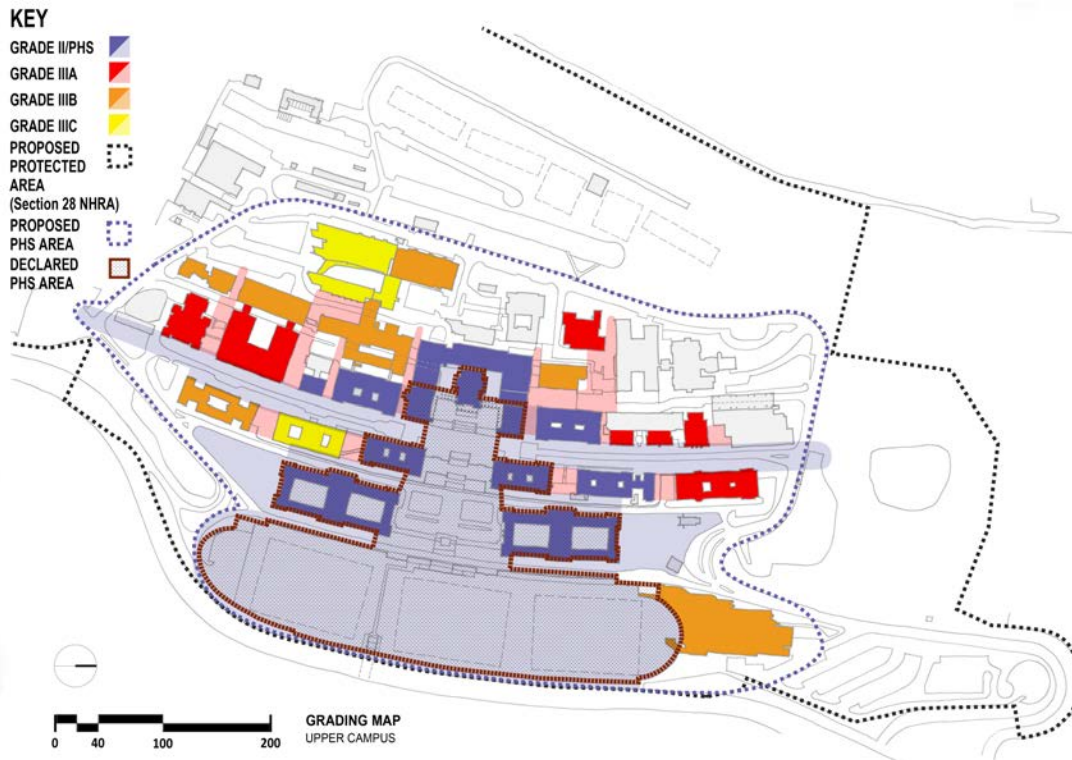 KEY
GRADE II/PHS
GRADE IIIA
GRADE IIIB
GRADE IIIC
PROPOSED
PROTECTED
AREA
(Section 28 NHRA)
PROPOSED
PHS AREA
DECLARED
PHS AREA
0 40 100 200
GRADING MAP
UPPER CAMPUS